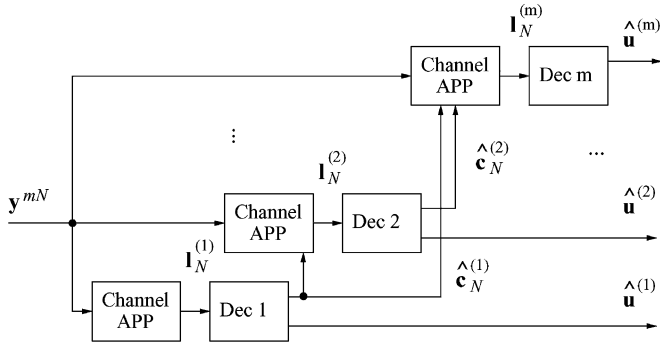 l_N^(m)
û^(m)
Channel
APP
Dec m
...
ĉ_N^(2)
...
l_N^(2)
y^mN
Channel
APP
Dec 2
û^(2)
l_N^(1)
ĉ_N^(1)
û^(1)
Channel
APP
Dec 1